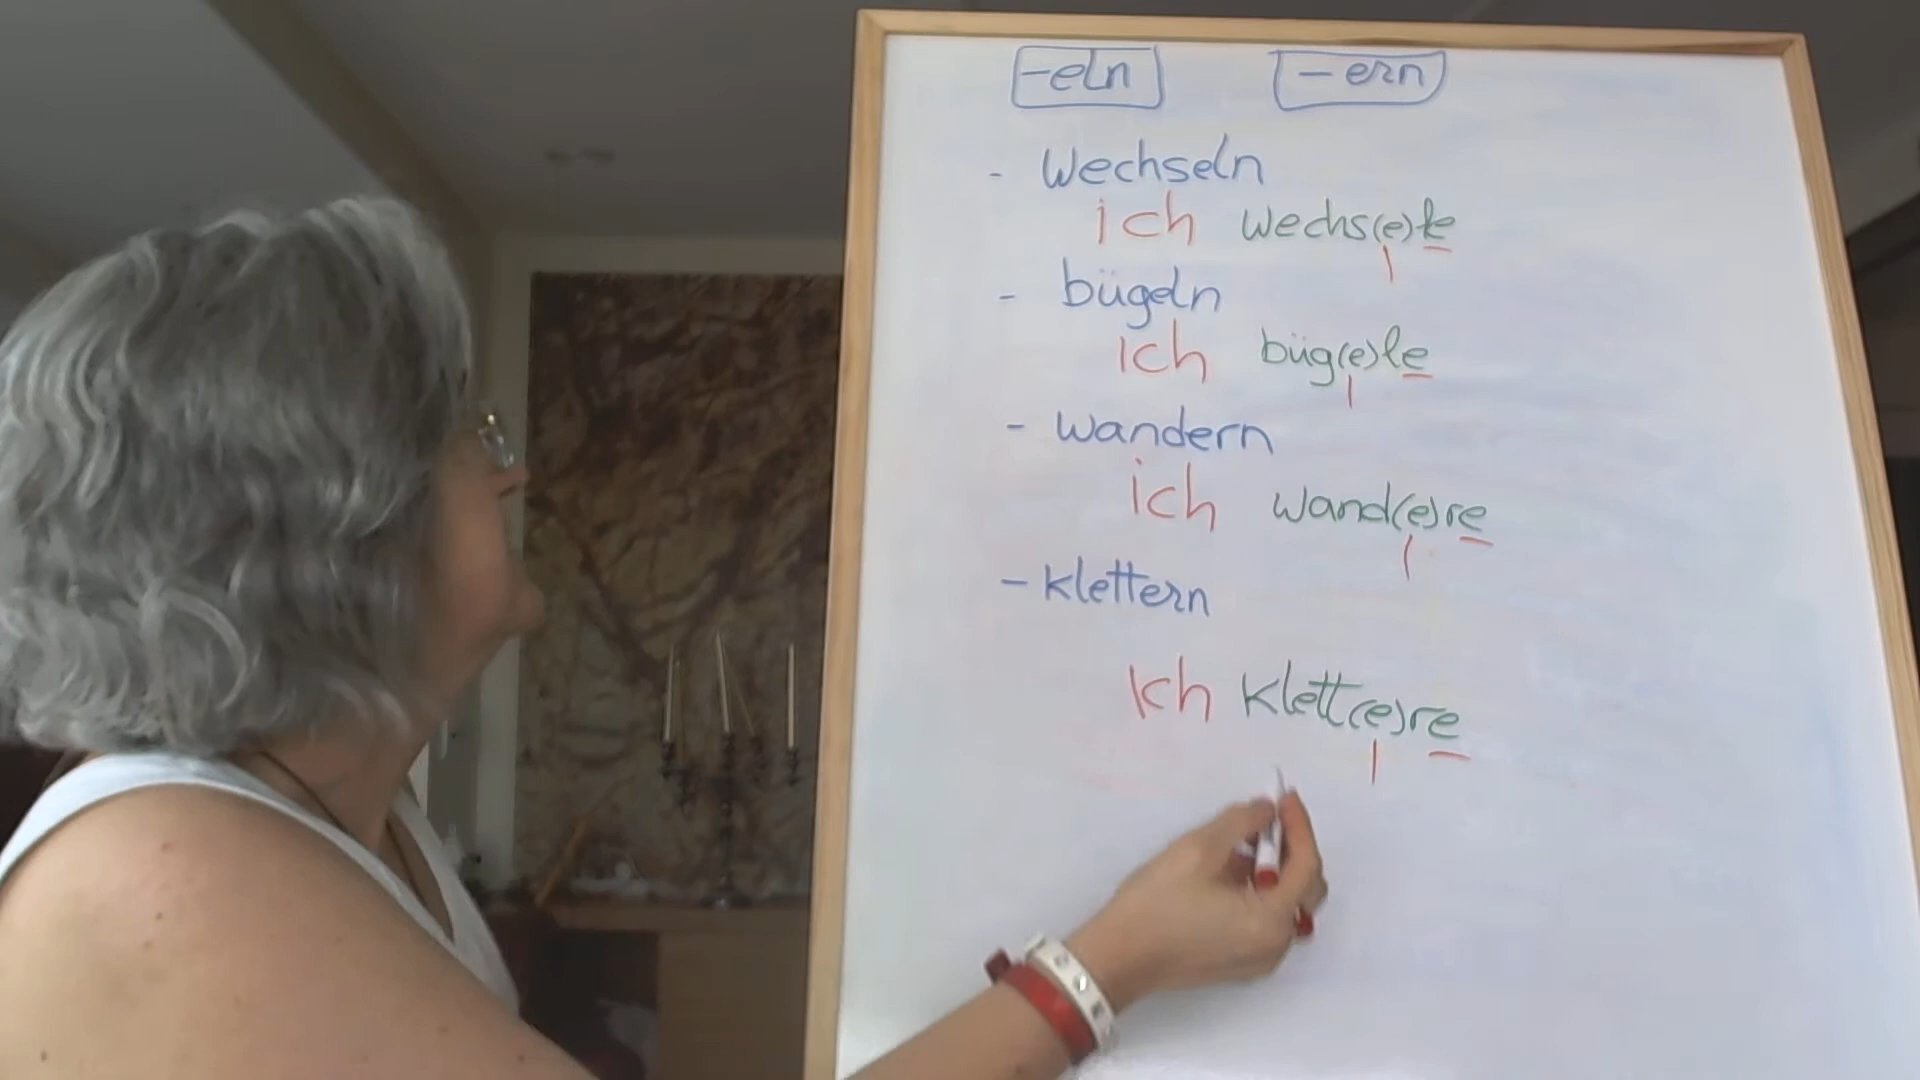 -eln -ern
- Wechseln
ich wechs(e)le
- bügeln
ich büg(e)le
- wandern
ich wand(e)re
- klettern
Ich klett(e)re